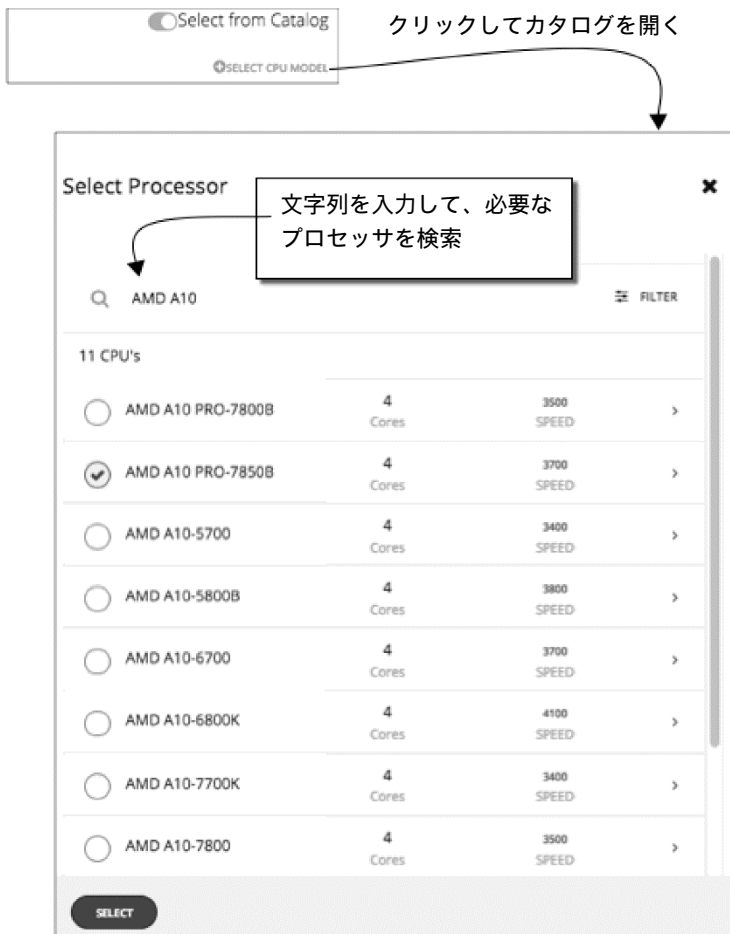 Select from Catalog
クリックしてカタログを開く
SELECT CPU MODEL
Select Processor
文字列を入力して、必要な
プロセッサを検索
AMD A10
FILTER
11 CPU's
AMD A10 PRO-7800B 4 Cores 3500 SPEED
AMD A10 PRO-7850B 4 Cores 3700 SPEED
AMD A10-5700 4 Cores 3400 SPEED
AMD A10-5800B 4 Cores 3800 SPEED
AMD A10-6700 4 Cores 3700 SPEED
AMD A10-6800K 4 Cores 4100 SPEED
AMD A10-7700K 4 Cores 3400 SPEED
AMD A10-7800 4 Cores 3500 SPEED
SELECT